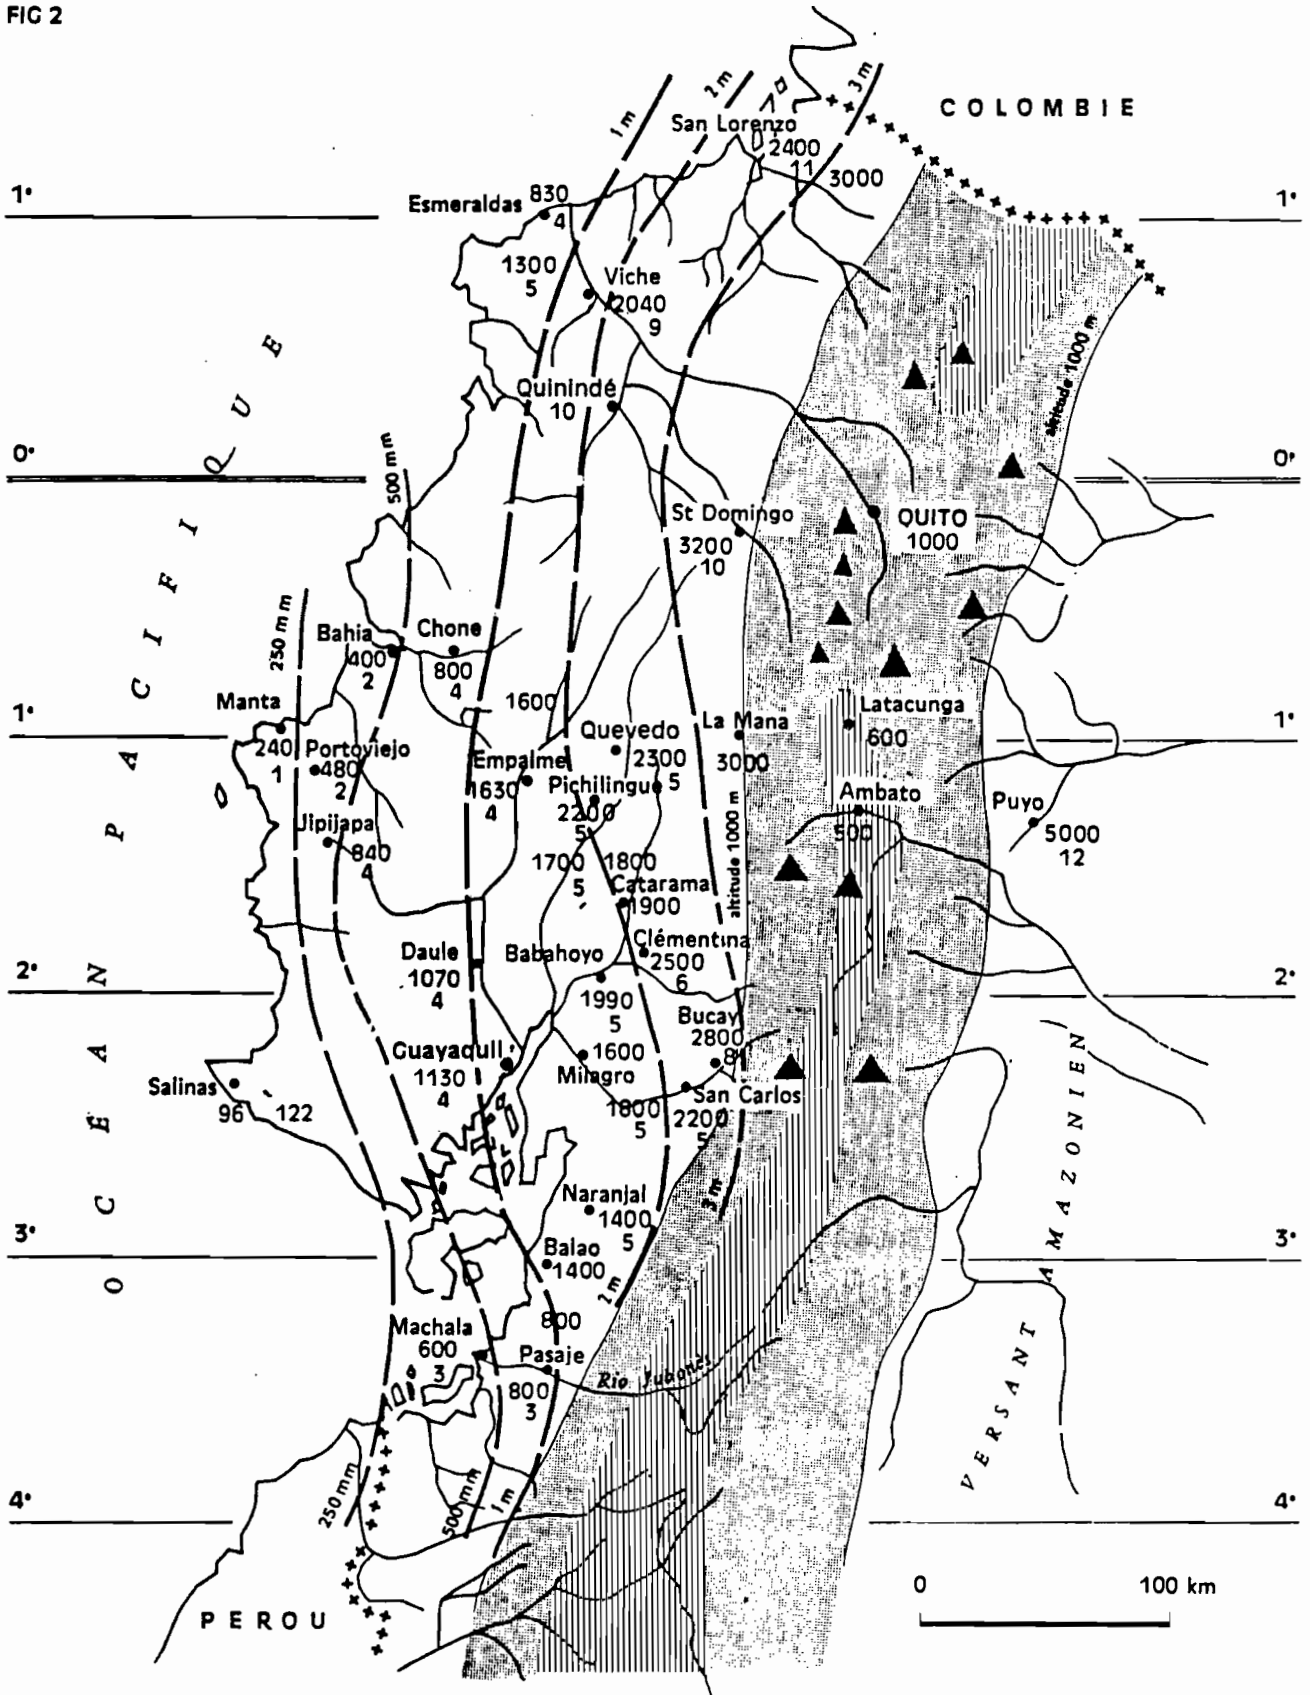 FIG 2
COLOMBIE
1 m
2 m
3 m
San Lorenzo
2400
11
3000
1°
1°
Esmeraldas
830
4
1300
5
Viche
2040
9
altitude 1000 m
Quinindé
10
0°
0°
500 mm
St Domingo
3200
10
QUITO
1000
250 mm
Bahia
400
2
Chone
800
4
Manta
240
1
1600
1°
1°
Portoviejo
480
2
Quevedo
2300
5
La Mana
3000
Latacunga
600
Empalme
1630
4
Pichilingue
2200
5
Ambato
500
Puyo
5000
12
Jipijapa
840
4
altitude 1000 m
1700
5
1800
Catarama
1900
Daule
1070
4
Babahoyo
1990
5
Clémentina
2500
6
2°
2°
Bucay
2800
8
Guayaquil
1130
4
1600
Milagro
1800
5
San Carlos
2200
5
Salinas
96
122
3 m
Naranjal
1400
5
3°
3°
Balao
1400
2 m
800
Machala
600
3
Pasaje
800
3
Rio Jubones
250 mm
500 mm
1 m
4°
4°
PEROU
0
100 km
OCEAN PACIFIQUE
VERSANT AMAZONIEN